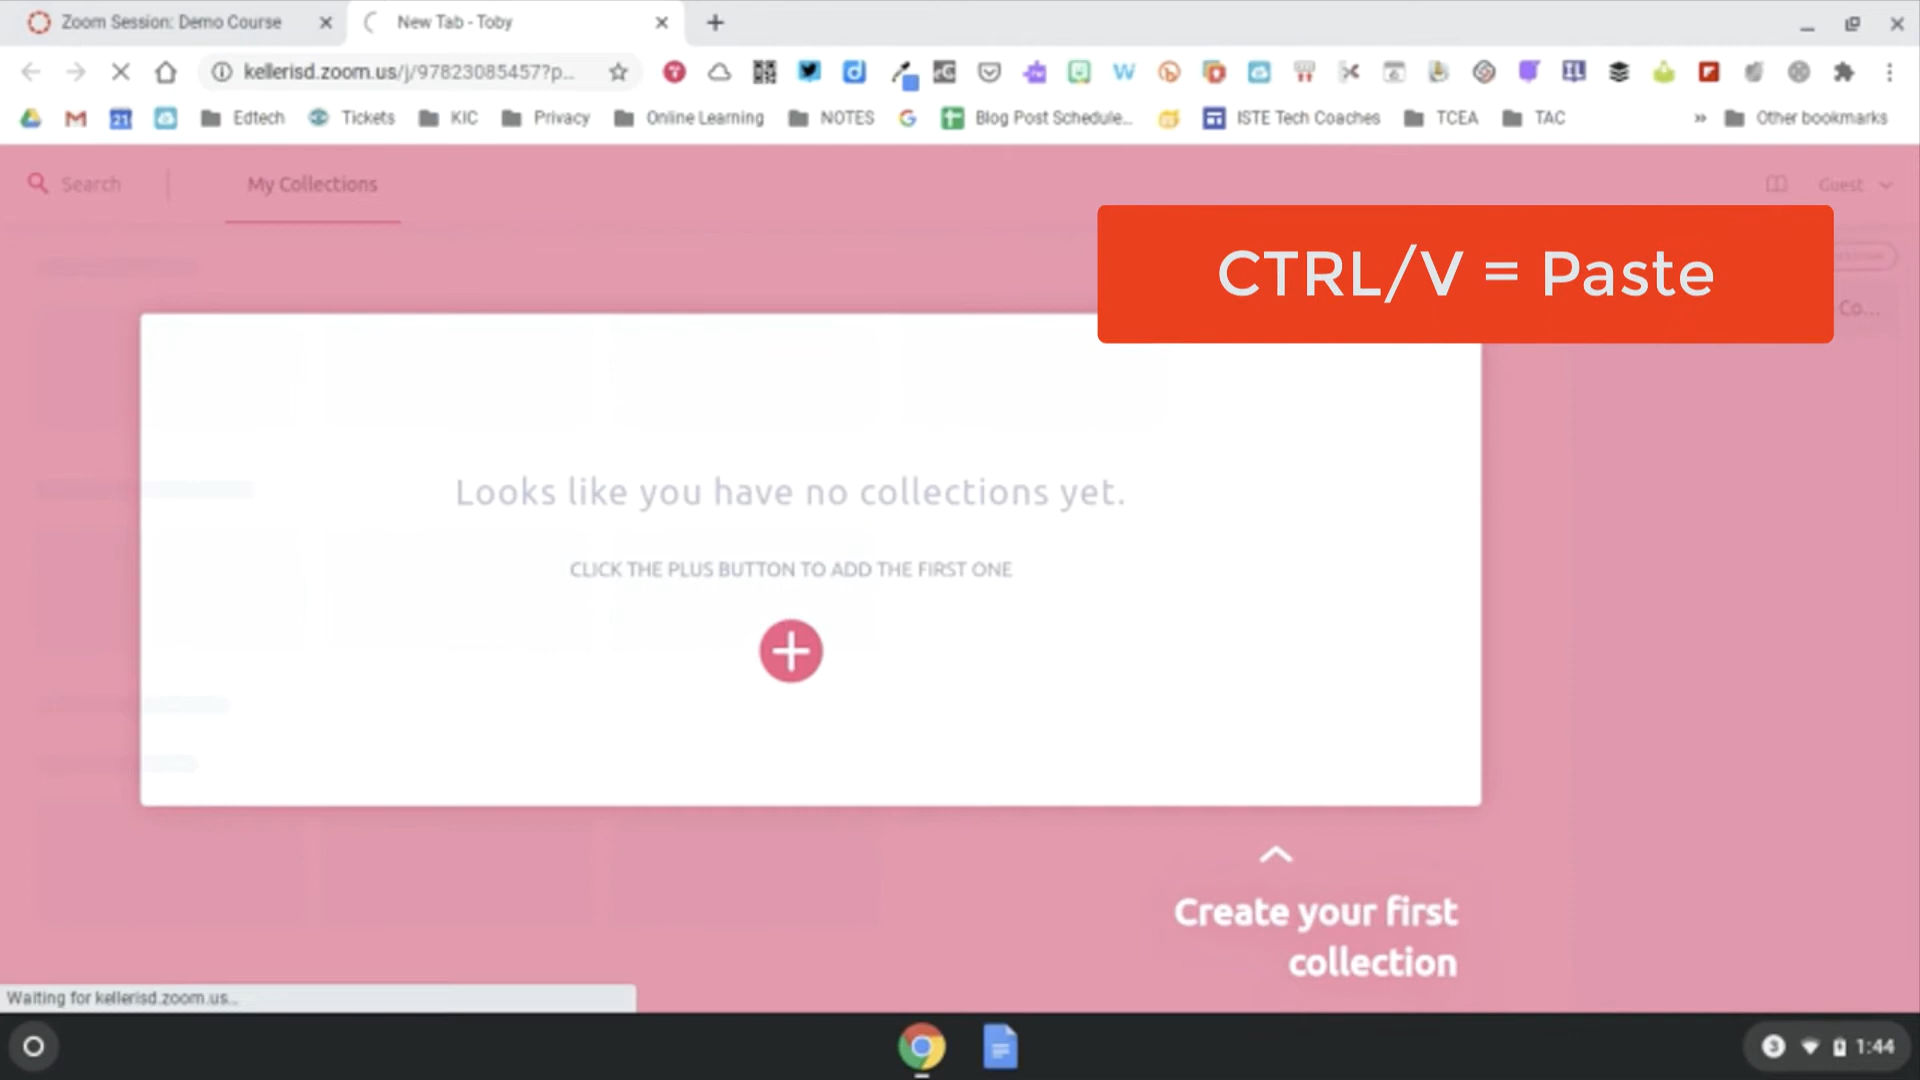 Zoom Session: Demo Course
New Tab - Toby
kellerisd.zoom.us/j/97823085457?p...
21
Edtech
Tickets
KIC
Privacy
Online Learning
NOTES
Blog Post Schedule...
ISTE Tech Coaches
TCEA
TAC
»
Other bookmarks
Search
My Collections
Guest
CTRL/V = Paste
Co...
Looks like you have no collections yet.
CLICK THE PLUS BUTTON TO ADD THE FIRST ONE
Create your first
collection
Waiting for kellerisd.zoom.us...
3
1:44